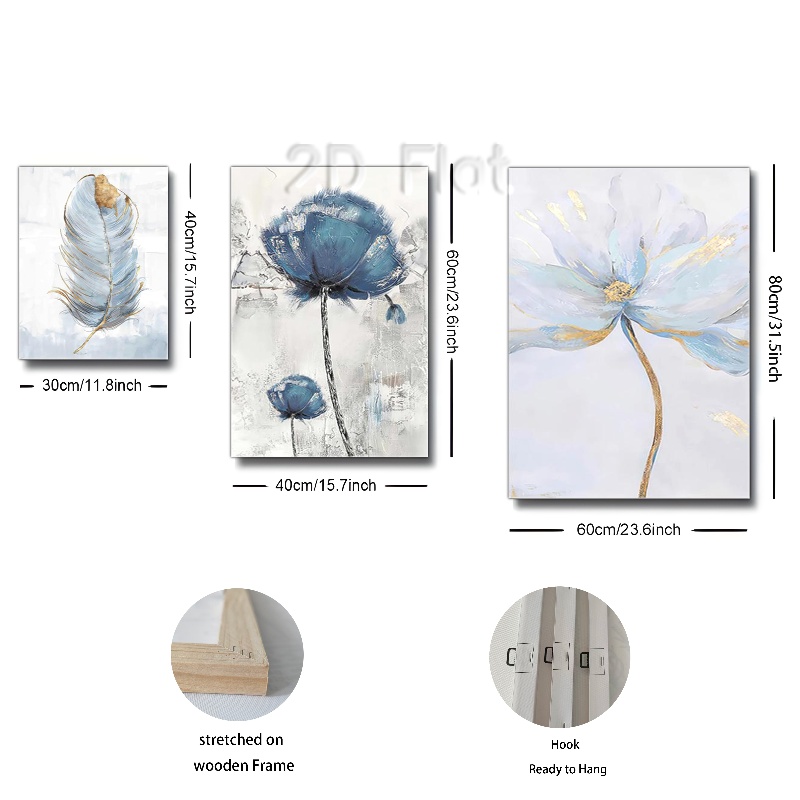 2D Flat
40cm/15.7inch
30cm/11.8inch
60cm/23.6inch
40cm/15.7inch
80cm/31.5inch
60cm/23.6inch
stretched on
wooden Frame
Hook
Ready to Hang